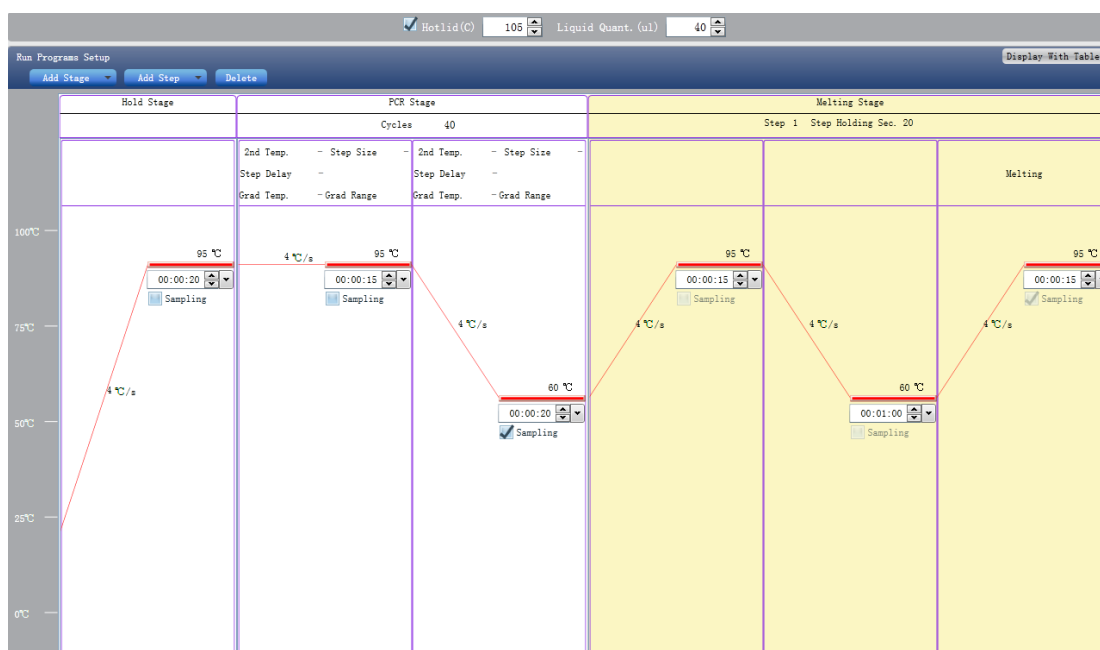 Hotlid(C) 105 Liquid Quant.(ul) 40
Run Programs Setup
Display With Table
Add Stage Add Step Delete
Hold Stage PCR Stage Melting Stage
Cycles 40 Step 1 Step Holding Sec. 20
2nd Temp. - Step Size - 2nd Temp. - Step Size -
Step Delay - Step Delay - Melting
Grad Temp. - Grad Range Grad Temp. - Grad Range
100℃
95 ℃ 4 ℃/s 95 ℃ 95 ℃ 95 ℃
00:00:20 00:00:15 00:00:15 00:00:15
Sampling Sampling Sampling Sampling
75℃ 4 ℃/s 4 ℃/s 4 ℃/s 4 ℃/s
4 ℃/s 60 ℃ 60 ℃
00:00:20 00:01:00
50℃ Sampling Sampling
25℃
0℃